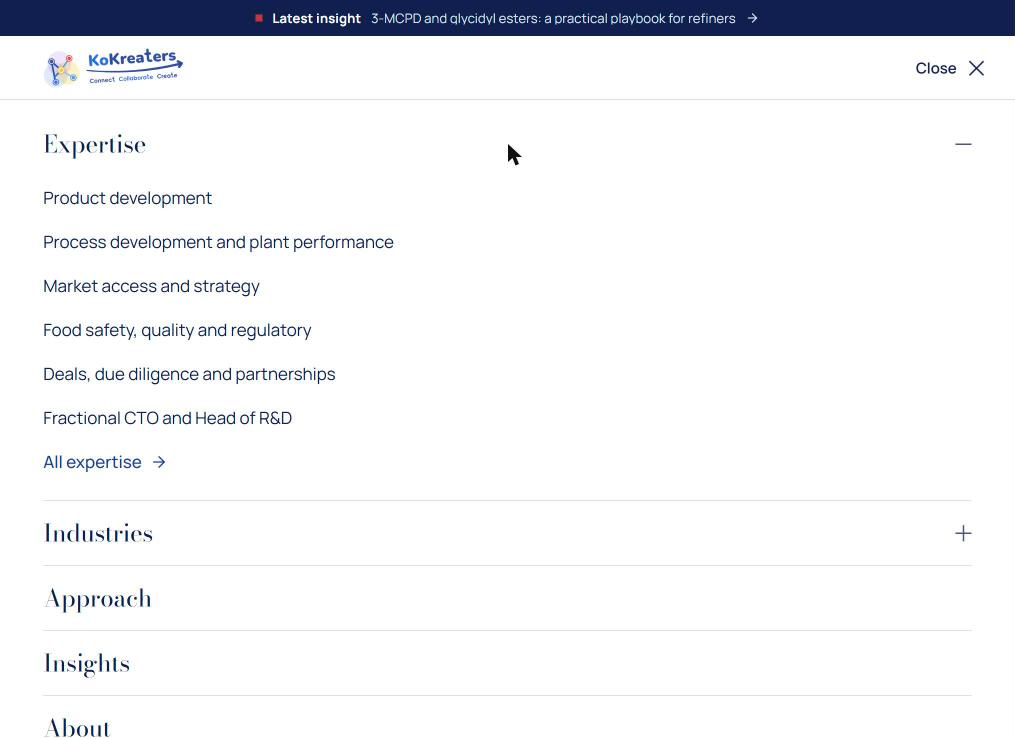 Latest insight 3-MCPD and glycidyl esters: a practical playbook for refiners
KoKreaters
Connect Collaborate Create
Close
Expertise
Product development
Process development and plant performance
Market access and strategy
Food safety, quality and regulatory
Deals, due diligence and partnerships
Fractional CTO and Head of R&D
All expertise
Industries
Approach
Insights
About